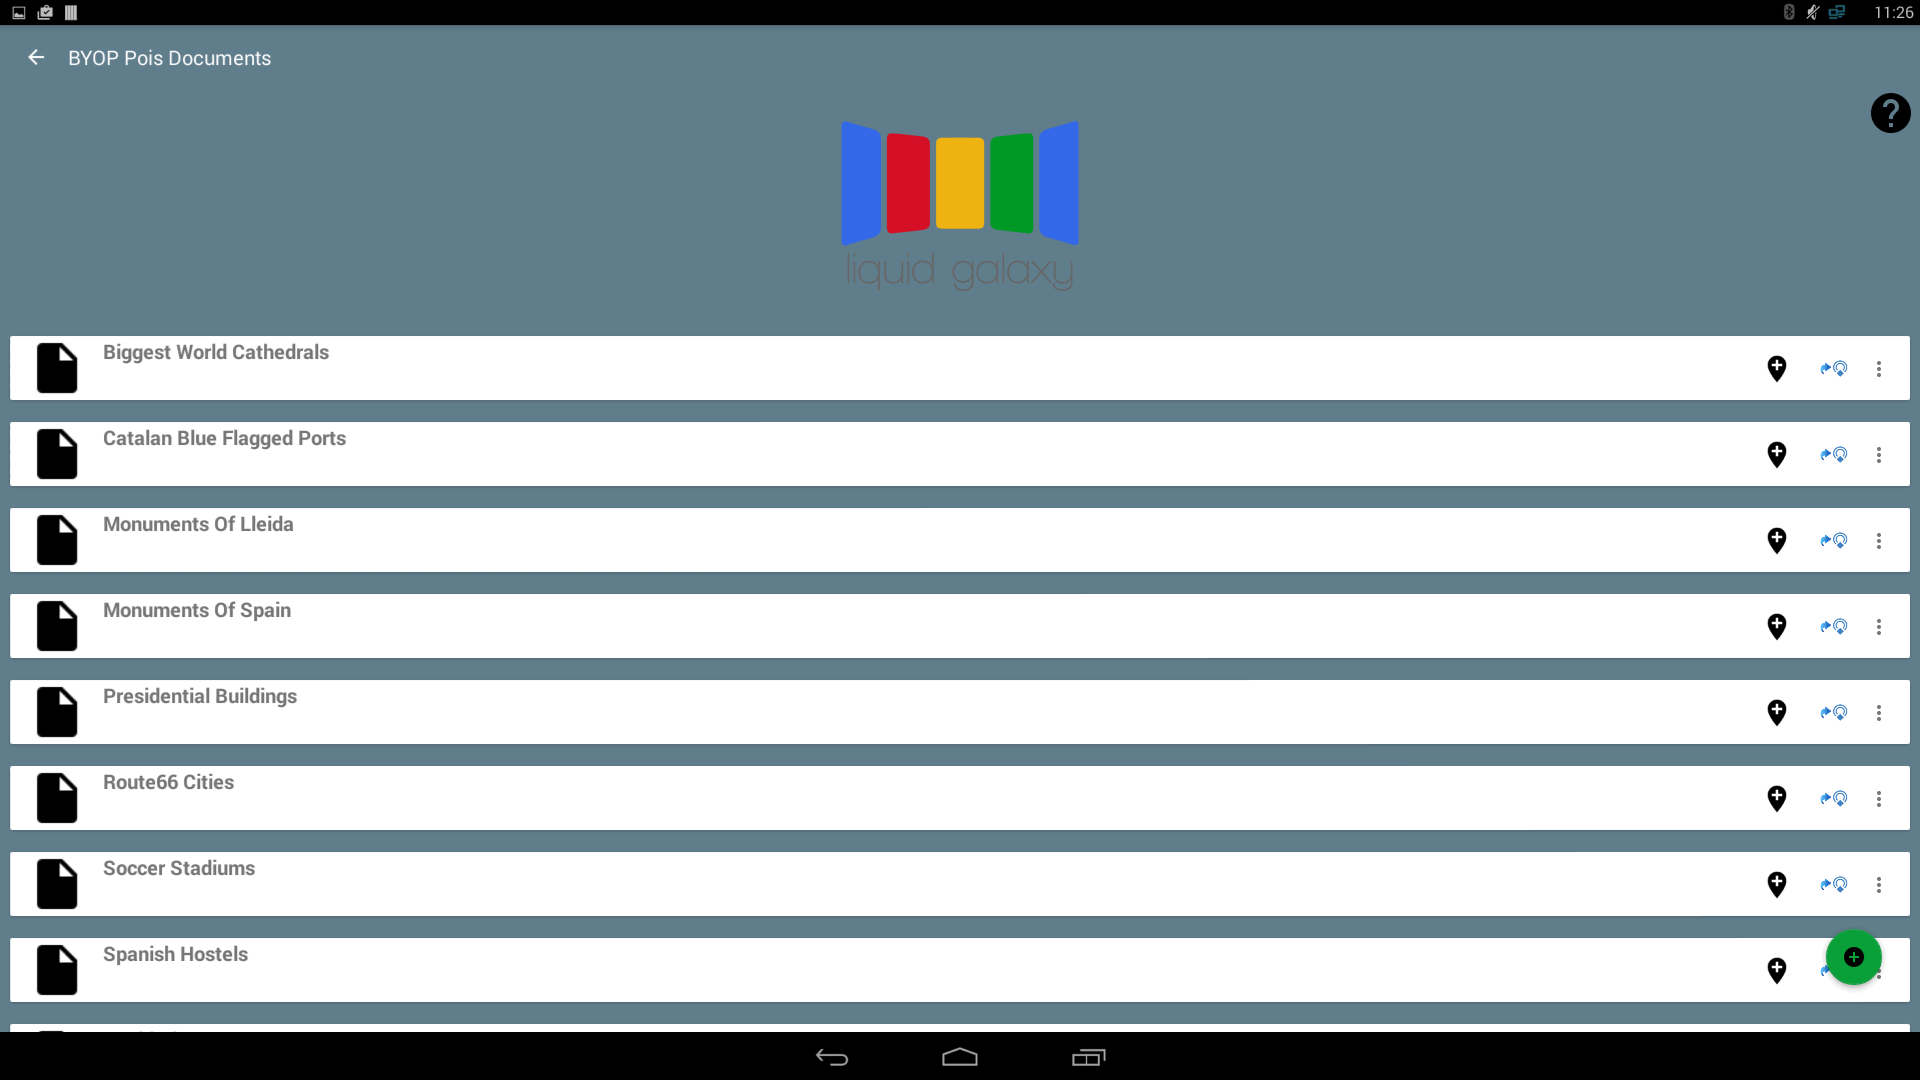 11:26
BYOP Pois Documents
?
liquid galaxy
Biggest World Cathedrals
Catalan Blue Flagged Ports
Monuments Of Lleida
Monuments Of Spain
Presidential Buildings
Route66 Cities
Soccer Stadiums
Spanish Hostels